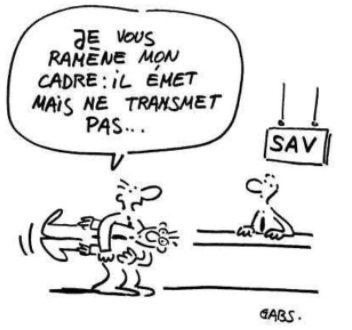 JE VOUS
RAMÈNE MON
CADRE : iL ÉMET
MAiS NE TRANSMET
PAS...
SAV
GABS.